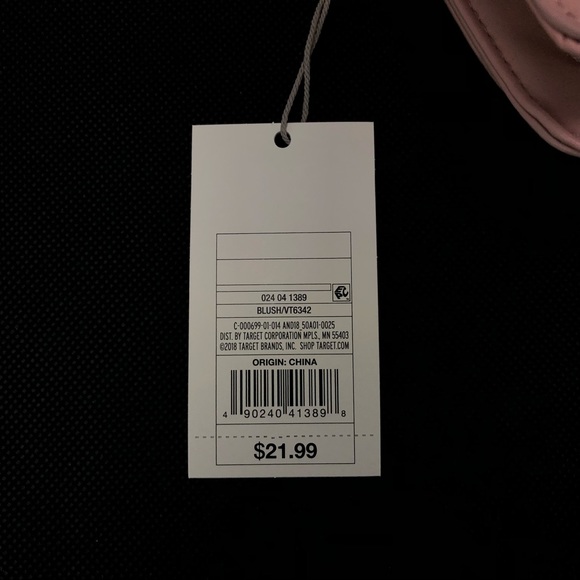 024 04 1389
BLUSH/VT6342
C-000699-01-014 AND18_50A01-0025
DIST. BY TARGET CORPORATION MPLS., MN 55403
©2018 TARGET BRANDS, INC. SHOP TARGET.COM
ORIGIN: CHINA
4 90240 41389 8
$21.99